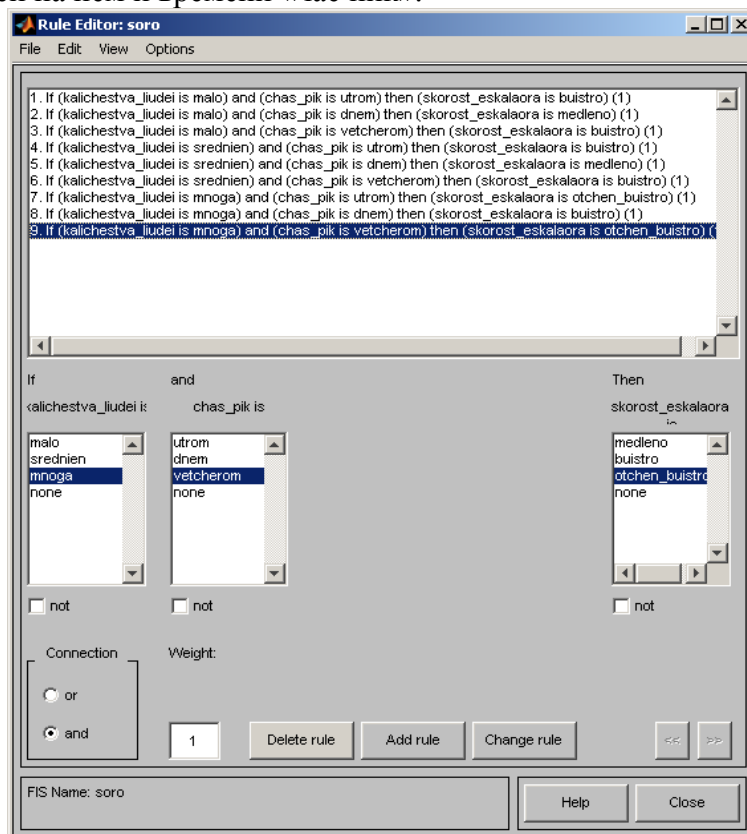 Rule Editor: soro
File Edit View Options
1. If (kalichestva_liudei is malo) and (chas_pik is utrom) then (skorost_eskalaora is buistro) (1)
2. If (kalichestva_liudei is malo) and (chas_pik is dnem) then (skorost_eskalaora is medleno) (1)
3. If (kalichestva_liudei is malo) and (chas_pik is vetcherom) then (skorost_eskalaora is buistro) (1)
4. If (kalichestva_liudei is srednien) and (chas_pik is utrom) then (skorost_eskalaora is buistro) (1)
5. If (kalichestva_liudei is srednien) and (chas_pik is dnem) then (skorost_eskalaora is medleno) (1)
6. If (kalichestva_liudei is srednien) and (chas_pik is vetcherom) then (skorost_eskalaora is buistro) (1)
7. If (kalichestva_liudei is mnoga) and (chas_pik is utrom) then (skorost_eskalaora is otchen_buistro) (1)
8. If (kalichestva_liudei is mnoga) and (chas_pik is dnem) then (skorost_eskalaora is buistro) (1)
9. If (kalichestva_liudei is mnoga) and (chas_pik is vetcherom) then (skorost_eskalaora is otchen_buistro) (
If and Then
kalichestva_liudei is chas_pik is skorost_eskalaora
malo utrom medleno
srednien dnem buistro
mnoga vetcherom otchen_buistro
none none none
not not not
Connection Weight:
or
and 1 Delete rule Add rule Change rule << >>
FIS Name: soro Help Close